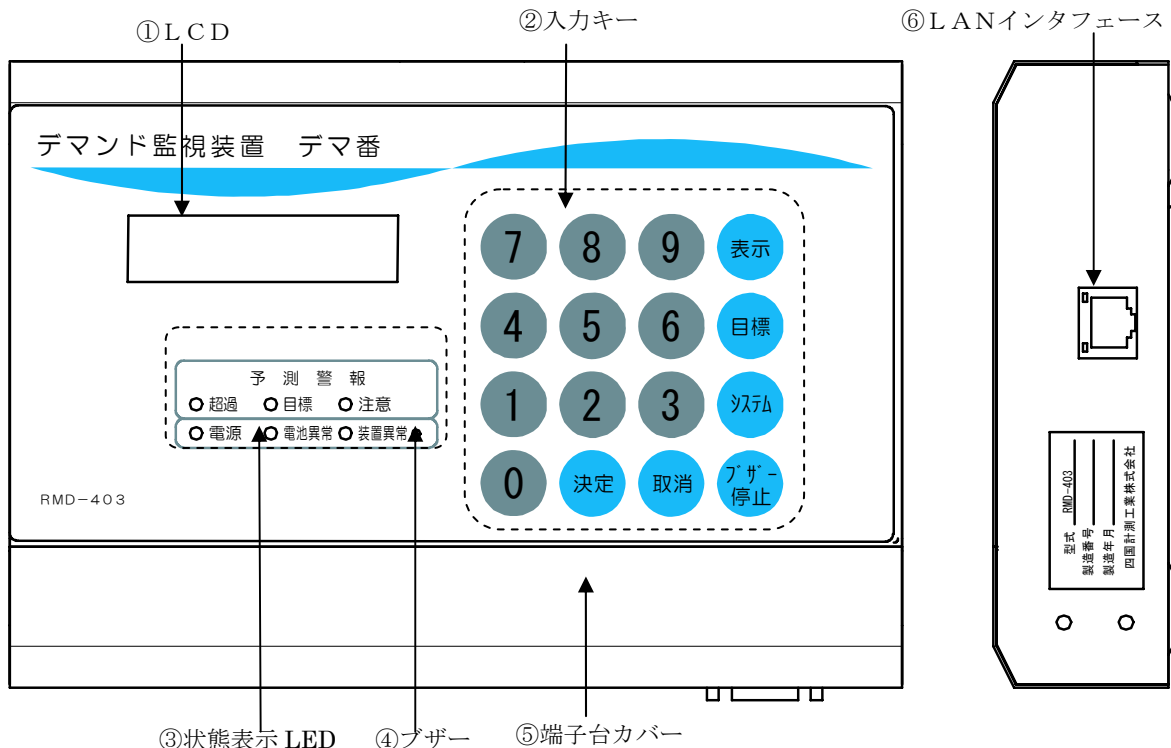 ①ＬＣＤ
②入力キー
⑥ＬＡＮインタフェース
デマンド監視装置　デマ番
7 8 9 表示
4 5 6 目標
1 2 3 システム
0 決定 取消 ブザー停止
予測警報
超過 目標 注意
電源 電池異常 装置異常
RMD-403
型式 RMD-403
製造番号
製造年月
四国計測工業株式会社
③状態表示 LED
④ブザー
⑤端子台カバー